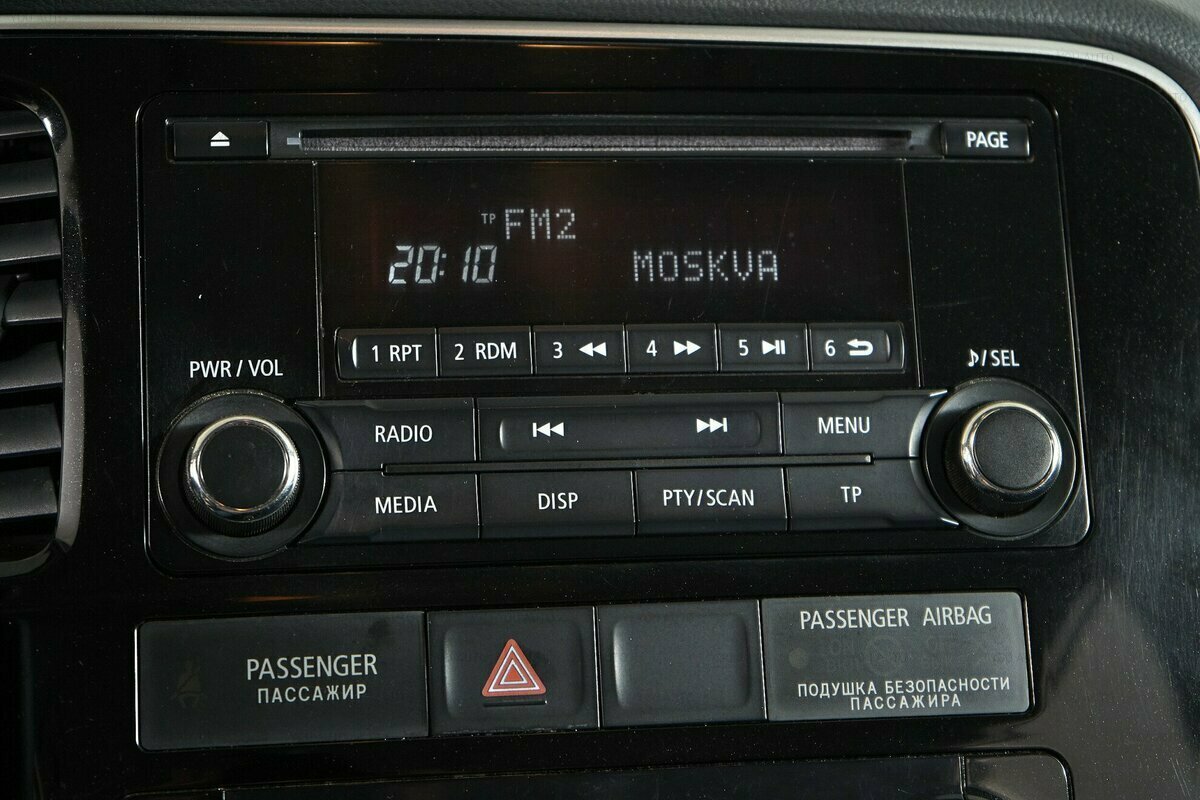 PAGE
TP FM2
20:10 MOSKVA
1 RPT 2 RDM 3 4 5 6
PWR / VOL
/SEL
RADIO
MENU
MEDIA DISP PTY/SCAN TP
PASSENGER
ПАССАЖИР
PASSENGER AIRBAG
ПОДУШКА БЕЗОПАСНОСТИ
ПАССАЖИРА